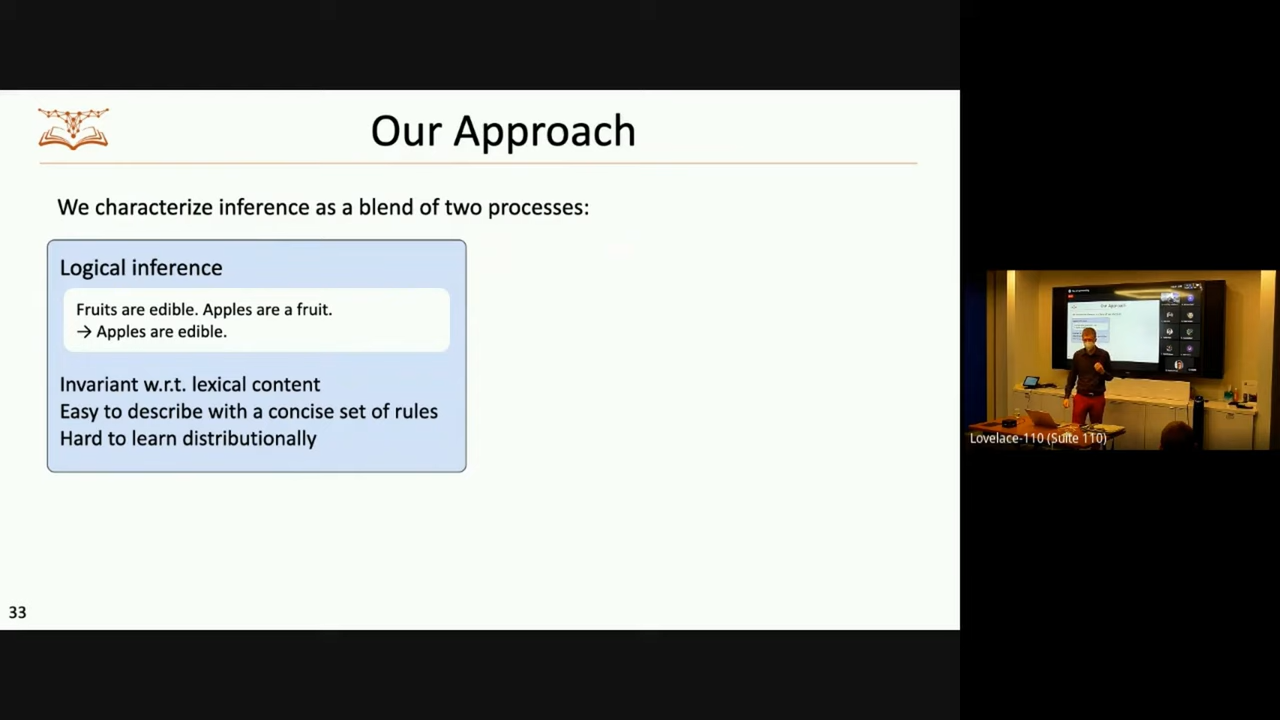 Our Approach
We characterize inference as a blend of two processes:
Logical inference
Fruits are edible. Apples are a fruit.
→ Apples are edible.
Invariant w.r.t. lexical content
Easy to describe with a concise set of rules
Hard to learn distributionally
33
Our Approach
Lovelace-110 (Suite 110)